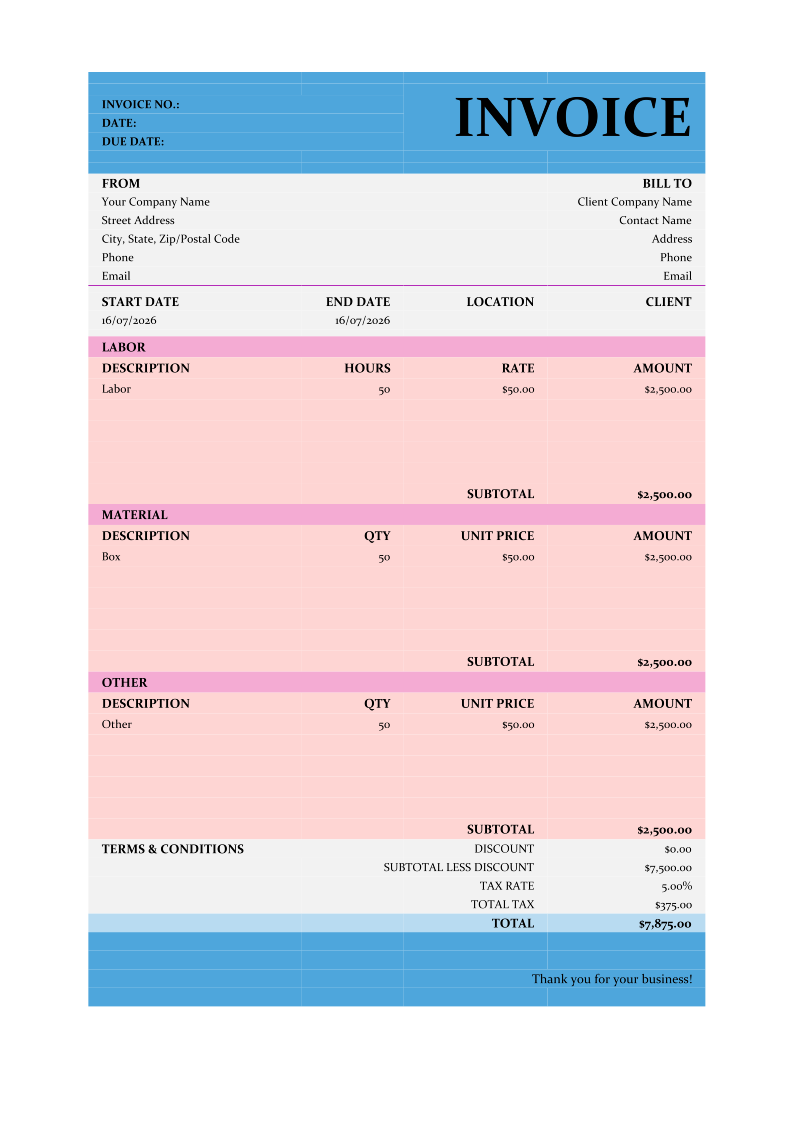 INVOICE NO.:
INVOICE
DATE:
DUE DATE:
FROM BILL TO
Your Company Name Client Company Name
Street Address Contact Name
City, State, Zip/Postal Code Address
Phone Phone
Email Email
START DATE END DATE LOCATION CLIENT
16/07/2026 16/07/2026
LABOR
DESCRIPTION HOURS RATE AMOUNT
Labor 50 $50.00 $2,500.00
SUBTOTAL $2,500.00
MATERIAL
DESCRIPTION QTY UNIT PRICE AMOUNT
Box 50 $50.00 $2,500.00
SUBTOTAL $2,500.00
OTHER
DESCRIPTION QTY UNIT PRICE AMOUNT
Other 50 $50.00 $2,500.00
SUBTOTAL $2,500.00
TERMS & CONDITIONS DISCOUNT $0.00
SUBTOTAL LESS DISCOUNT $7,500.00
TAX RATE 5.00%
TOTAL TAX $375.00
TOTAL $7,875.00
Thank you for your business!